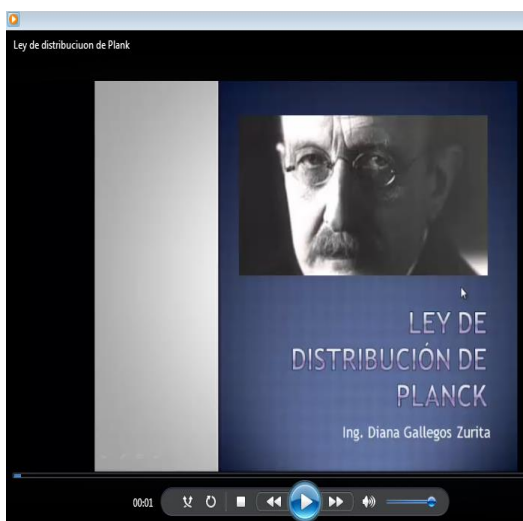 Ley de distribuciuon de Plank
LEY DE
DISTRIBUCIÓN DE
PLANCK
Ing. Diana Gallegos Zurita
00:01